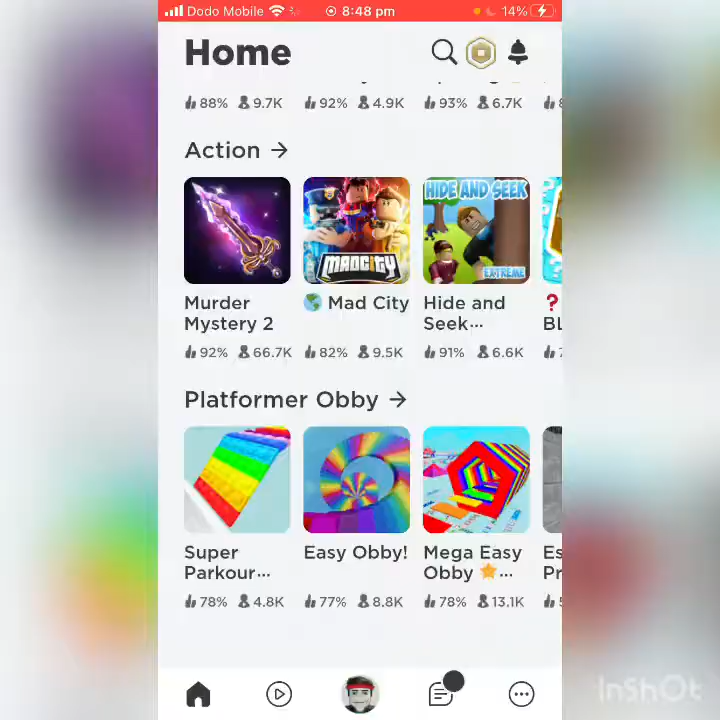 Dodo Mobile 8:48 pm 14%
Home
88% 9.7K 92% 4.9K 93% 6.7K
Action →
HIDE AND SEEK
MADCITY
EXTREME
Murder Mystery 2
🌎 Mad City
Hide and Seek...
❓ BL
92% 66.7K 82% 9.5K 91% 6.6K
Platformer Obby →
Super Parkour...
Easy Obby!
Mega Easy Obby ⭐...
Es Pr
78% 4.8K 77% 8.8K 78% 13.1K
InShOt